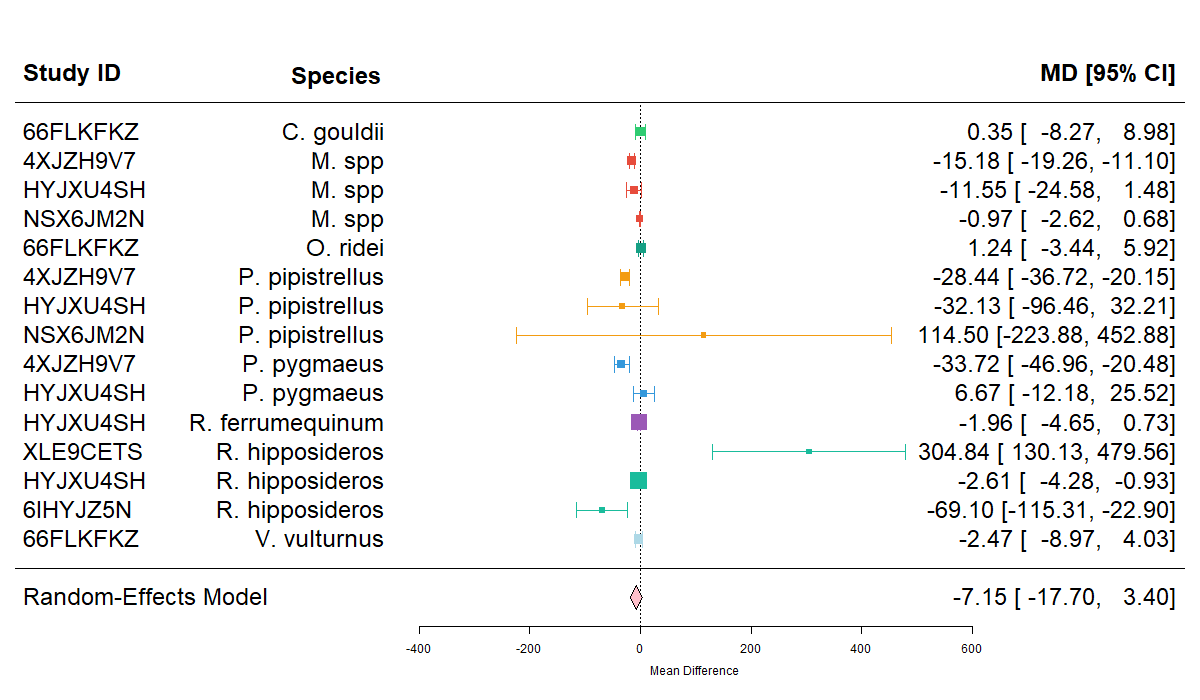 Study ID Species MD [95% CI]
66FLKFKZ C. gouldii 0.35 [ -8.27, 8.98]
4XJZH9V7 M. spp -15.18 [ -19.26, -11.10]
HYJXU4SH M. spp -11.55 [ -24.58, 1.48]
NSX6JM2N M. spp -0.97 [ -2.62, 0.68]
66FLKFKZ O. ridei 1.24 [ -3.44, 5.92]
4XJZH9V7 P. pipistrellus -28.44 [ -36.72, -20.15]
HYJXU4SH P. pipistrellus -32.13 [ -96.46, 32.21]
NSX6JM2N P. pipistrellus 114.50 [-223.88, 452.88]
4XJZH9V7 P. pygmaeus -33.72 [ -46.96, -20.48]
HYJXU4SH P. pygmaeus 6.67 [ -12.18, 25.52]
HYJXU4SH R. ferrumequinum -1.96 [ -4.65, 0.73]
XLE9CETS R. hipposideros 304.84 [ 130.13, 479.56]
HYJXU4SH R. hipposideros -2.61 [ -4.28, -0.93]
6IHYJZ5N R. hipposideros -69.10 [-115.31, -22.90]
66FLKFKZ V. vulturnus -2.47 [ -8.97, 4.03]
Random-Effects Model -7.15 [ -17.70, 3.40]
-400 -200 0 200 400 600
Mean Difference